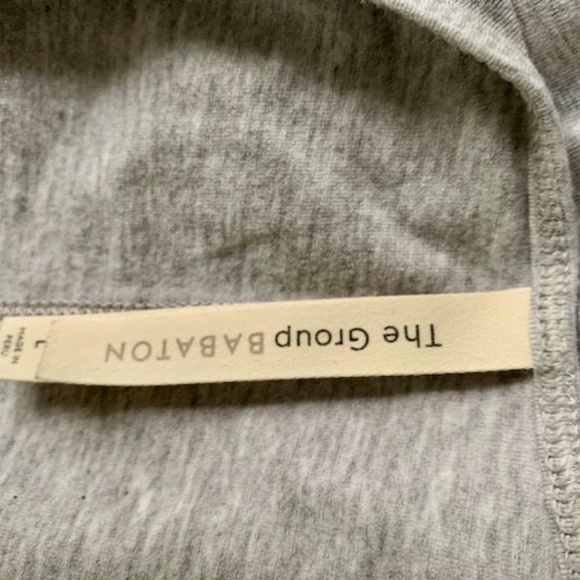 The Group BABATON
L
MADE IN
PERU